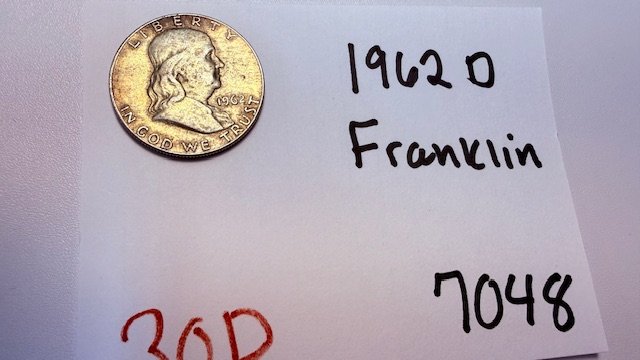 LIBERTY
1962
IN GOD WE TRUST
1962 D
Franklin
7048
30D